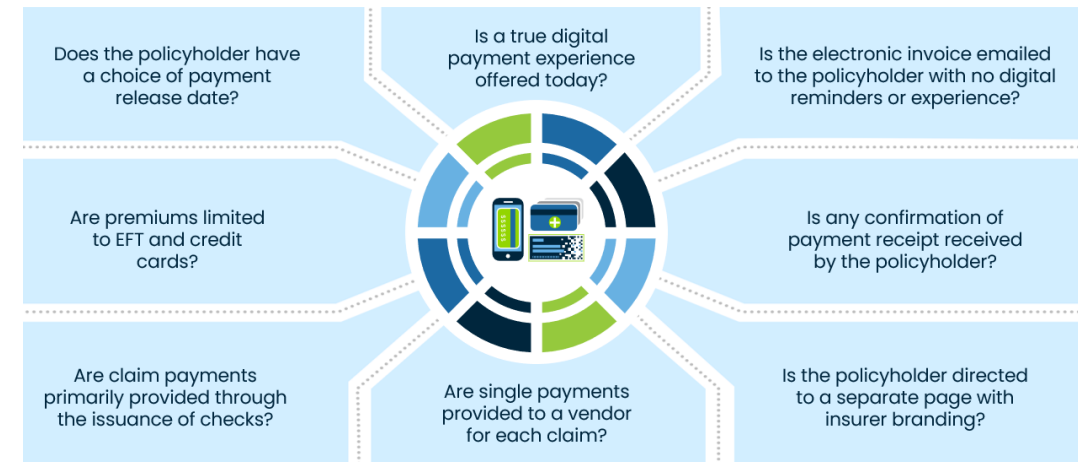 Does the policyholder have
a choice of payment
release date?
Is a true digital
payment experience
offered today?
Is the electronic invoice emailed
to the policyholder with no digital
reminders or experience?
Are premiums limited
to EFT and credit
cards?
Is any confirmation of
payment receipt received
by the policyholder?
Are claim payments
primarily provided through
the issuance of checks?
Are single payments
provided to a vendor
for each claim?
Is the policyholder directed
to a separate page with
insurer branding?